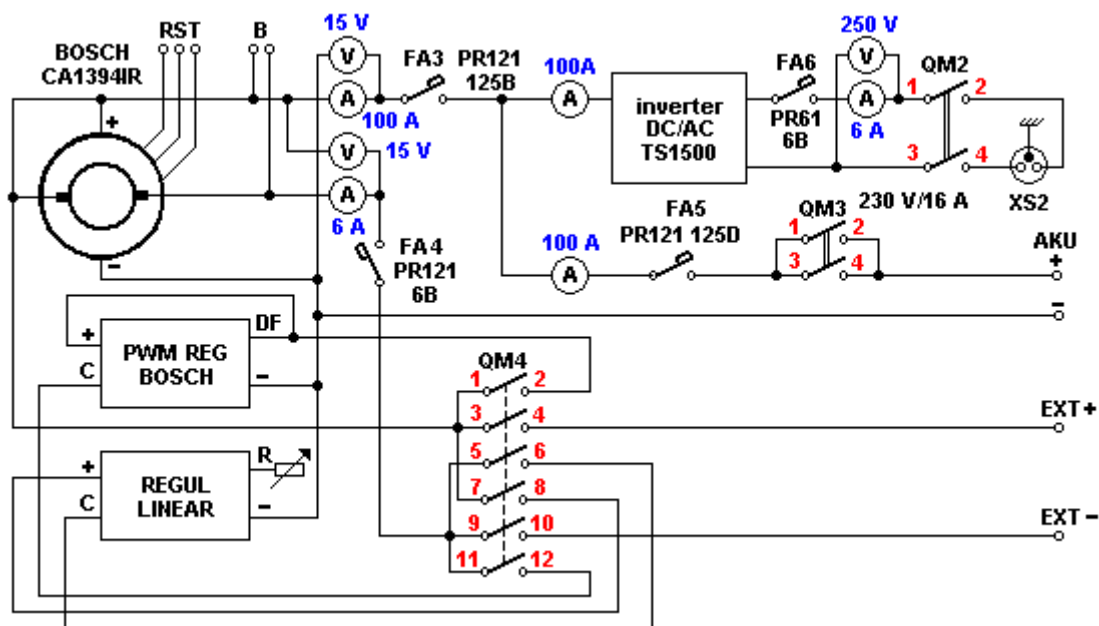 BOSCH
CA1394IR
RST
B
+
−
15 V
V
A
100 A
FA3
PR121
125B
V
15 V
A
6 A
FA4
PR121
6B
100A
A
inverter
DC/AC
TS1500
FA6
PR61
6B
250 V
V
A
6 A
QM2
1
2
3
4
230 V/16 A
XS2
100 A
A
FA5
PR121 125D
QM3
1
2
3
4
AKU
+
−
+
C
PWM REG
BOSCH
DF
−
+
C
REGUL
LINEAR
R
−
QM4
1
2
3
4
5
6
7
8
9
10
11
12
EXT +
EXT −